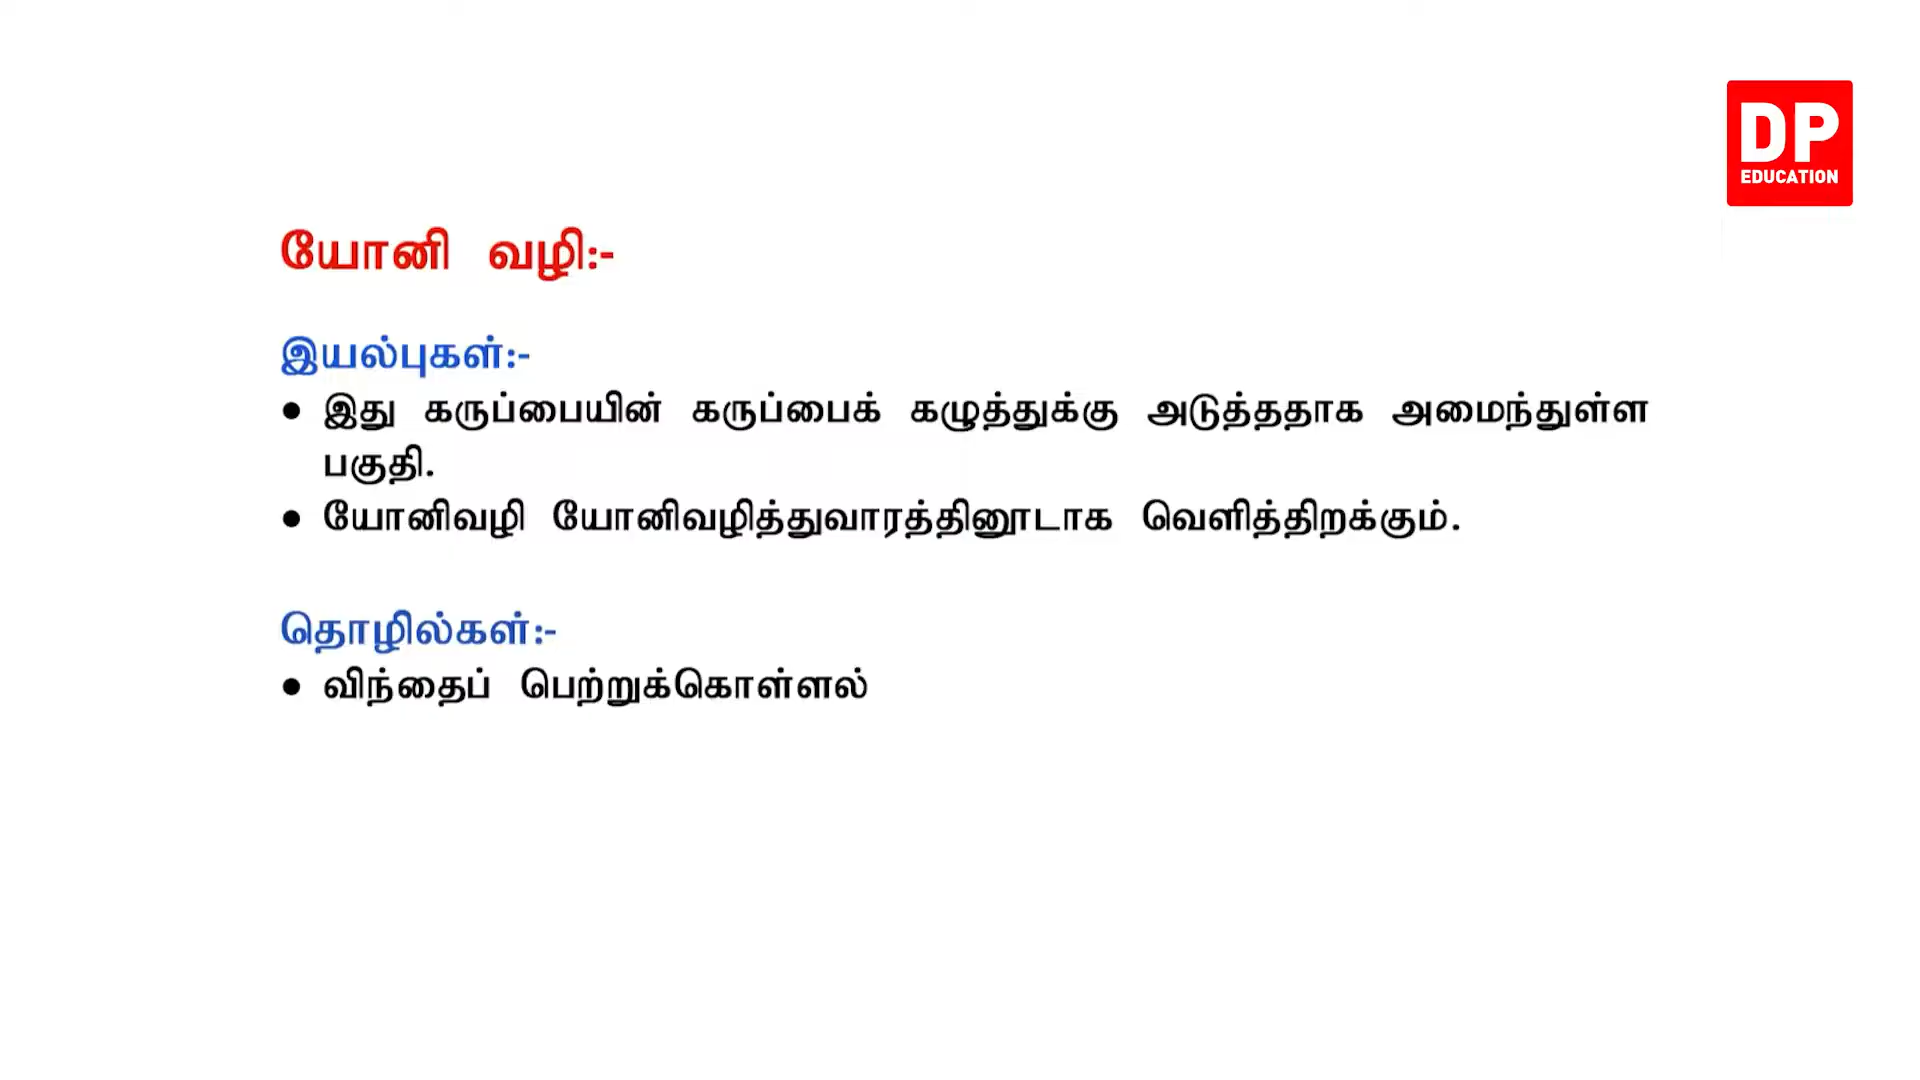 DP
EDUCATION
யோனி வழி:-
இயல்புகள்:-
● இது கருப்பையின் கருப்பைக் கழுத்துக்கு அடுத்ததாக அமைந்துள்ள
பகுதி.
● யோனிவழி யோனிவழித்துவாரத்தினூடாக வெளித்திறக்கும்.
தொழில்கள்:-
● விந்தைப் பெற்றுக்கொள்ளல்